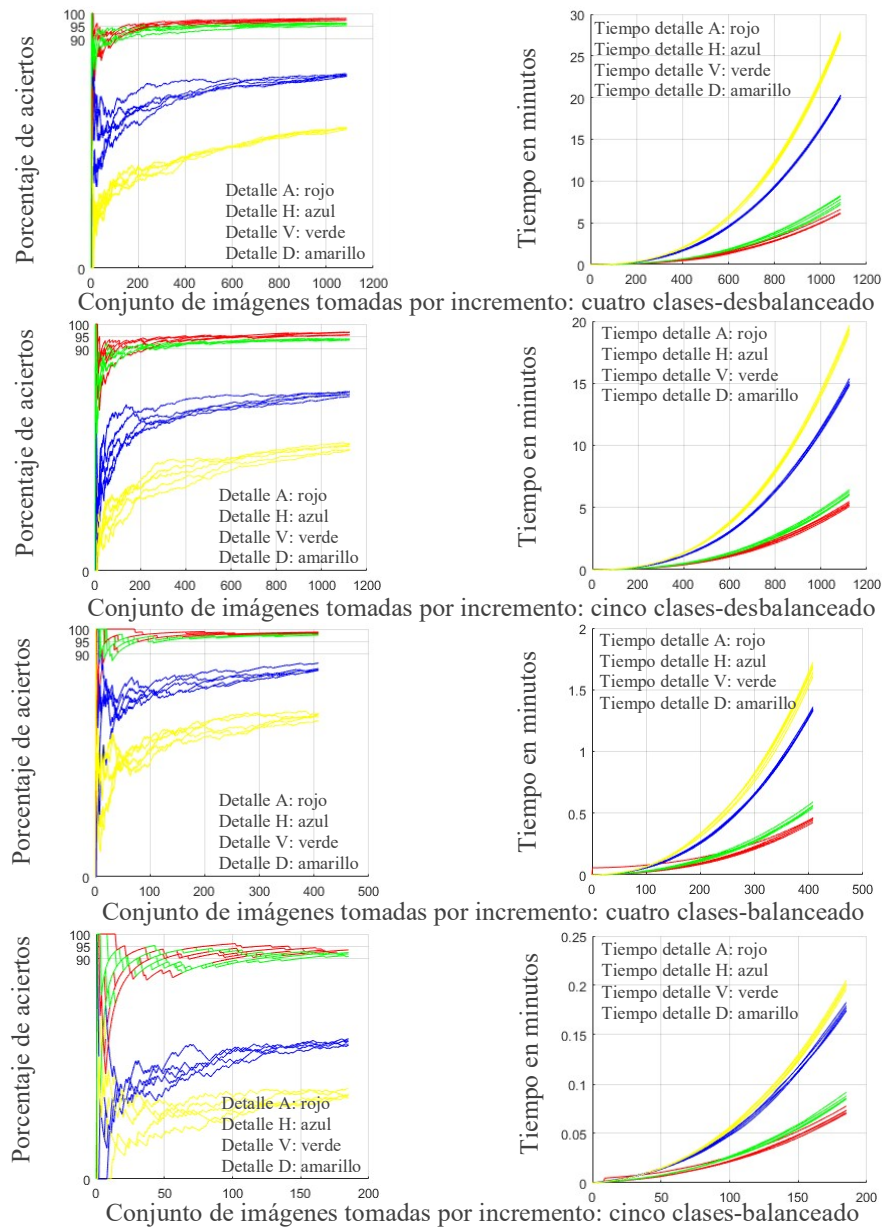 Porcentaje de aciertos
100
95
90
0
Detalle A: rojo
Detalle H: azul
Detalle V: verde
Detalle D: amarillo
0 200 400 600 800 1000 1200
Tiempo en minutos
30
25
20
15
10
5
0
Tiempo detalle A: rojo
Tiempo detalle H: azul
Tiempo detalle V: verde
Tiempo detalle D: amarillo
0 200 400 600 800 1000 1200
Conjunto de imágenes tomadas por incremento: cuatro clases-desbalanceado
Porcentaje de aciertos
100
95
90
0
Detalle A: rojo
Detalle H: azul
Detalle V: verde
Detalle D: amarillo
0 200 400 600 800 1000 1200
Tiempo en minutos
20
15
10
5
0
Tiempo detalle A: rojo
Tiempo detalle H: azul
Tiempo detalle V: verde
Tiempo detalle D: amarillo
0 200 400 600 800 1000 1200
Conjunto de imágenes tomadas por incremento: cinco clases-desbalanceado
Porcentaje de aciertos
100
95
90
0
Detalle A: rojo
Detalle H: azul
Detalle V: verde
Detalle D: amarillo
0 100 200 300 400 500
Tiempo en minutos
2
1.5
1
0.5
0
Tiempo detalle A: rojo
Tiempo detalle H: azul
Tiempo detalle V: verde
Tiempo detalle D: amarillo
0 100 200 300 400 500
Conjunto de imágenes tomadas por incremento: cuatro clases-balanceado
Porcentaje de aciertos
100
95
90
0
Detalle A: rojo
Detalle H: azul
Detalle V: verde
Detalle D: amarillo
0 50 100 150 200
Tiempo en minutos
0.25
0.2
0.15
0.1
0.05
0
Tiempo detalle A: rojo
Tiempo detalle H: azul
Tiempo detalle V: verde
Tiempo detalle D: amarillo
0 50 100 150 200
Conjunto de imágenes tomadas por incremento: cinco clases-balanceado